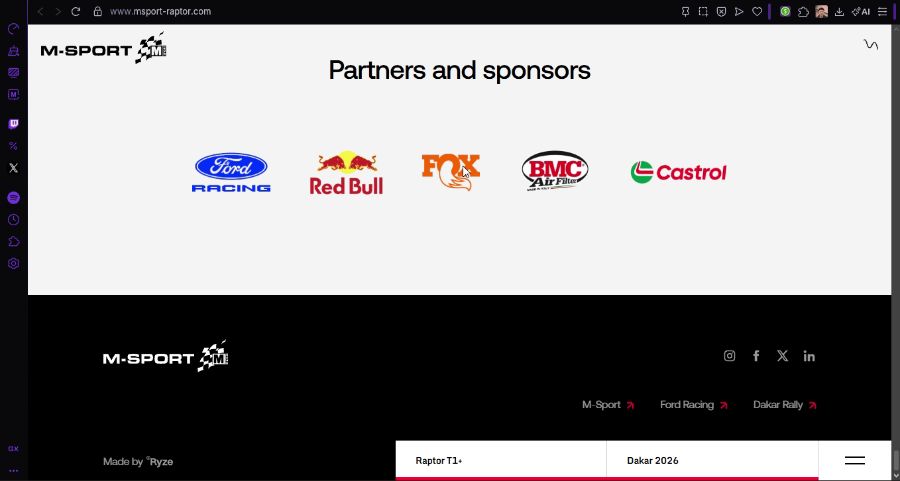 www.msport-raptor.com
AI
M-SPORT
M
Partners and sponsors
Ford
RACING
Red Bull
FOX
BMC
Air Filter
Castrol
M-SPORT
M
M-Sport
Ford Racing
Dakar Rally
Made by ©Ryze
Raptor T1+
Dakar 2026